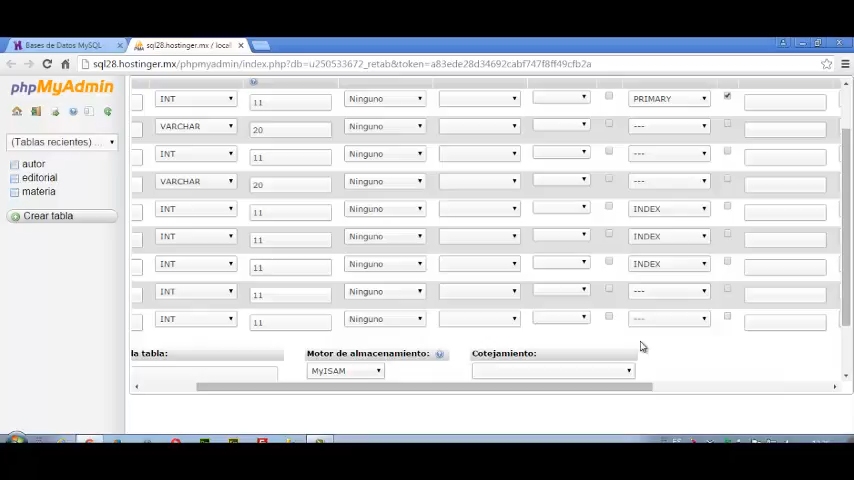 Bases de Datos MySQL
sql28.hostinger.mx / local
sql28.hostinger.mx/phpmyadmin/index.php?db=u250533672_retab&token=a83ede28d34692cabf747f8ff49cfb2a
phpMyAdmin
(Tablas recientes) ...
autor
editorial
materia
Crear tabla
INT 11 Ninguno PRIMARY
VARCHAR 20 Ninguno ---
INT 11 Ninguno ---
VARCHAR 20 Ninguno ---
INT 11 Ninguno INDEX
INT 11 Ninguno INDEX
INT 11 Ninguno INDEX
INT 11 Ninguno ---
INT 11 Ninguno ---
la tabla: Motor de almacenamiento: Cotejamiento:
MyISAM
ES